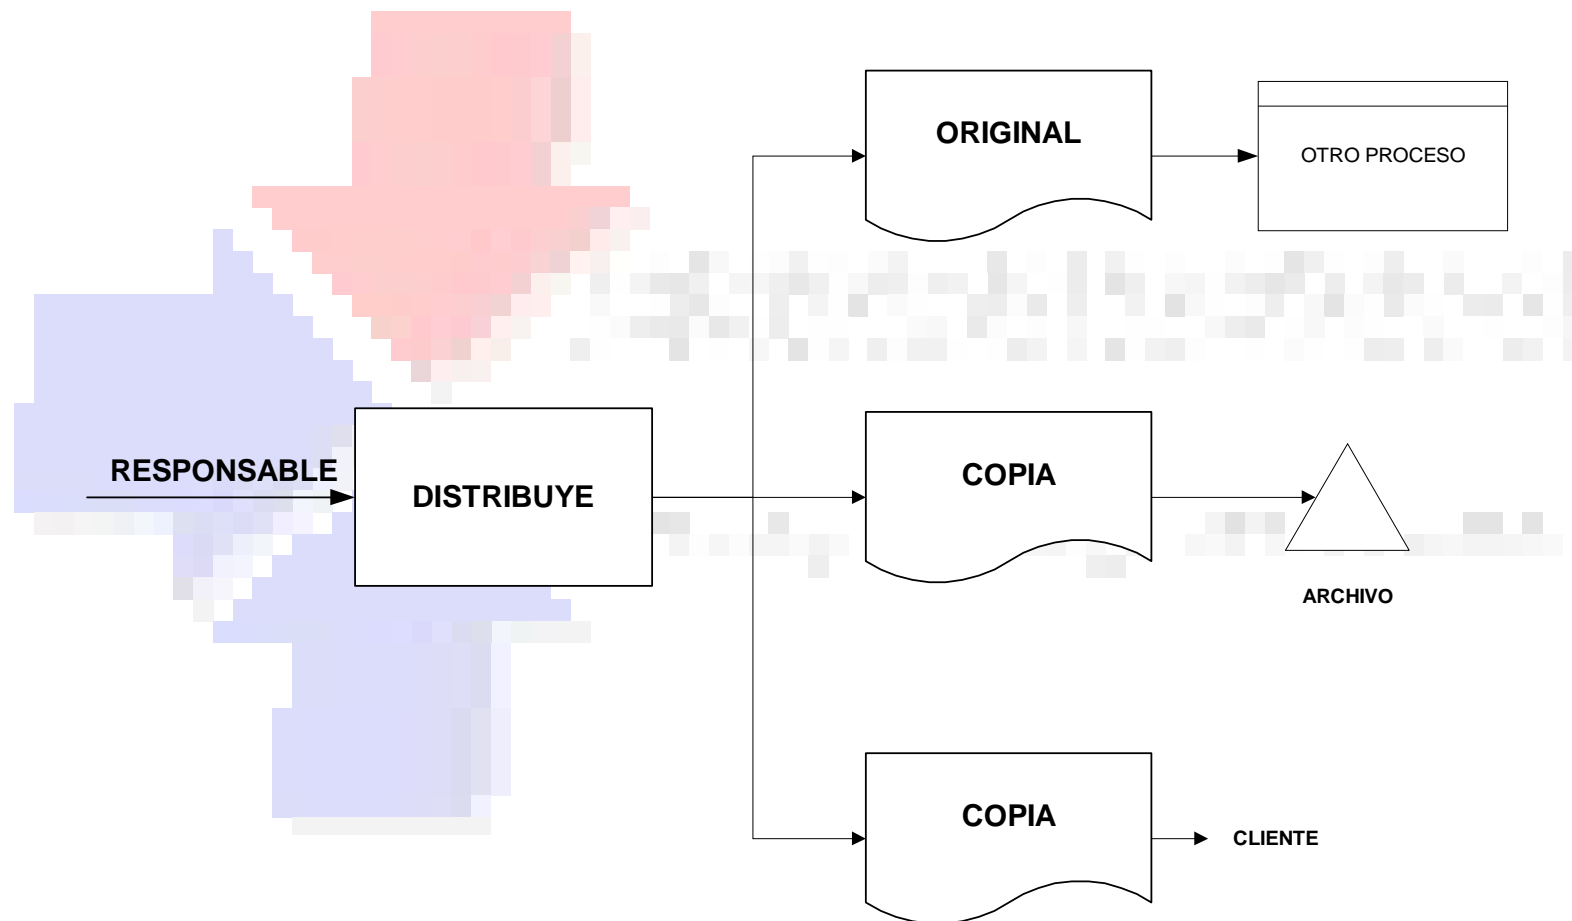 ORIGINAL
OTRO PROCESO
RESPONSABLE
DISTRIBUYE
COPIA
ARCHIVO
COPIA
CLIENTE